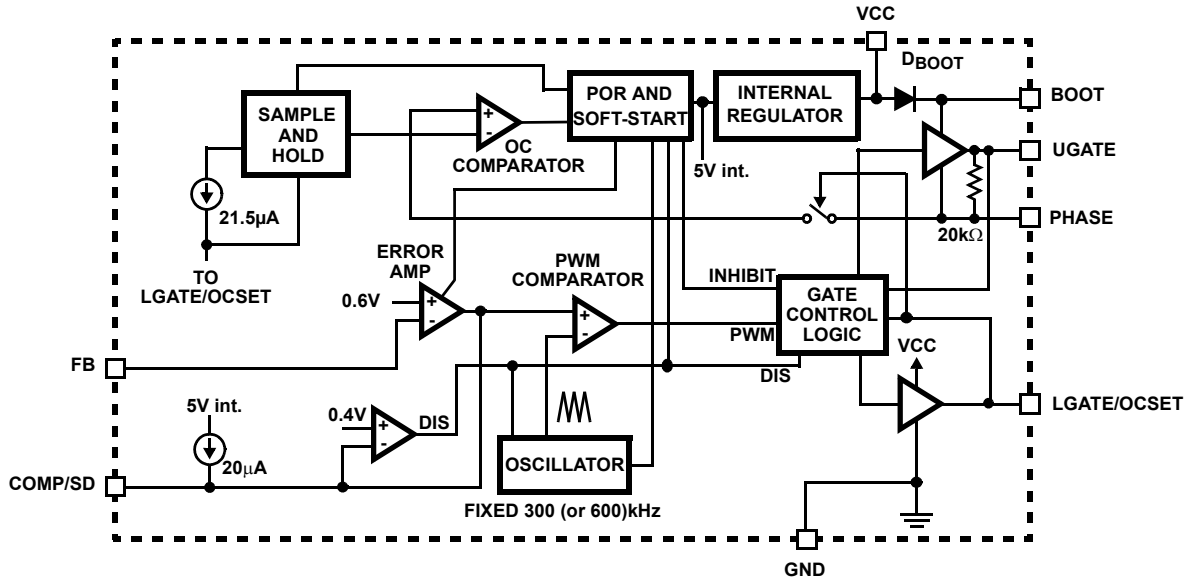 VCC
D BOOT
BOOT
SAMPLE
AND
HOLD
+
-
OC
COMPARATOR
POR AND
SOFT-START
INTERNAL
REGULATOR
5V int.
UGATE
21.5µA
TO
LGATE/OCSET
20kΩ
PHASE
ERROR
AMP
0.6V
+
-
PWM
COMPARATOR
+
-
INHIBIT
PWM
DIS
GATE
CONTROL
LOGIC
VCC
FB
5V int.
20µA
0.4V
+
-
DIS
OSCILLATOR
FIXED 300 (or 600)kHz
LGATE/OCSET
COMP/SD
GND